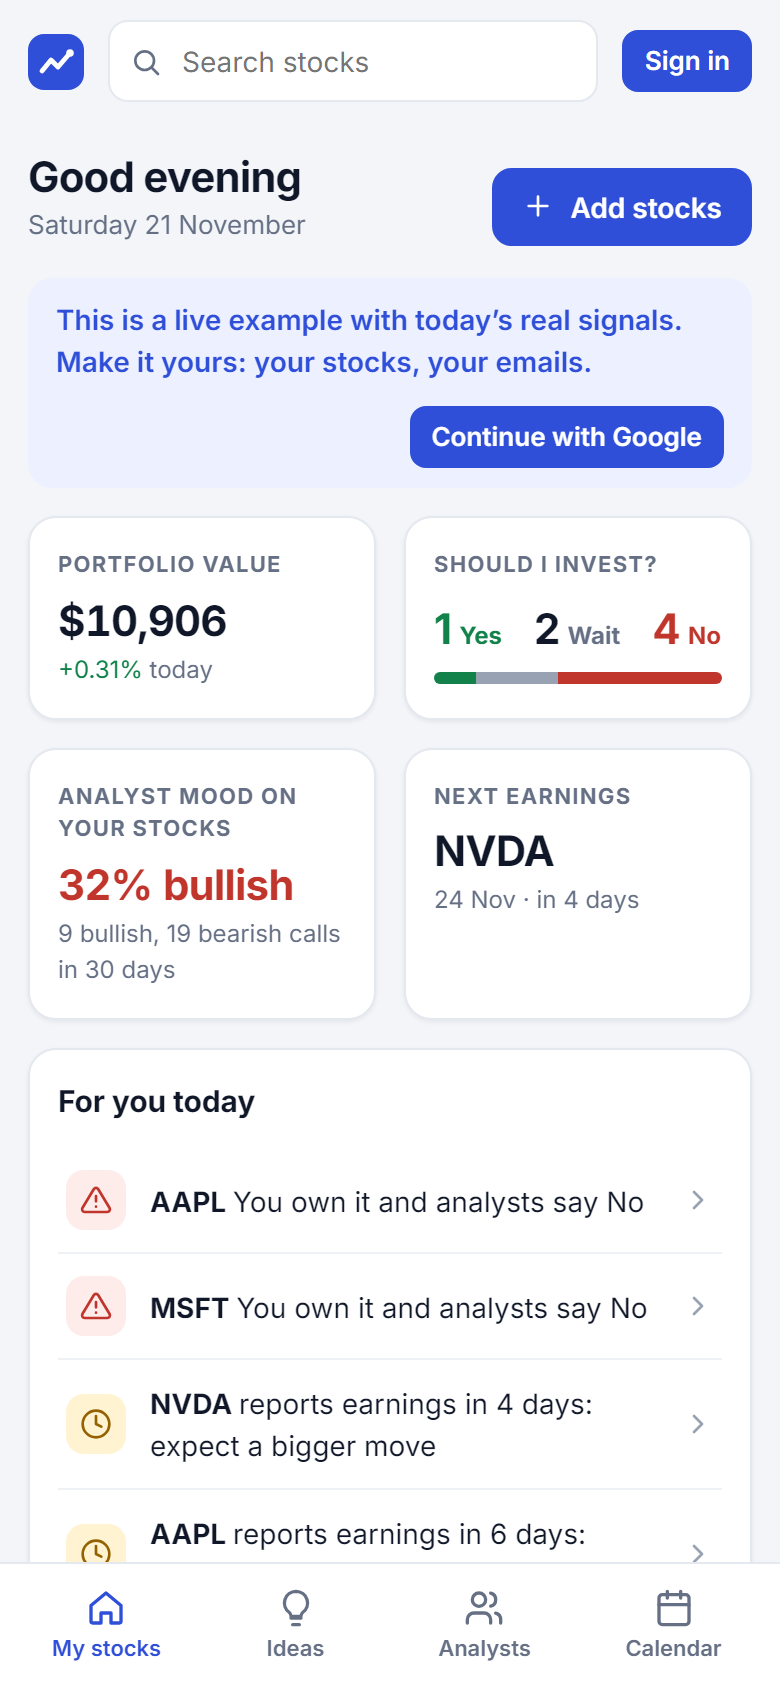 Search stocks
Sign in
Good evening
Saturday 21 November
Add stocks
This is a live example with today’s real signals.
Make it yours: your stocks, your emails.
Continue with Google
PORTFOLIO VALUE
$10,906
+0.31% today
SHOULD I INVEST?
1 Yes 2 Wait 4 No
ANALYST MOOD ON
YOUR STOCKS
32% bullish
9 bullish, 19 bearish calls
in 30 days
NEXT EARNINGS
NVDA
24 Nov · in 4 days
For you today
AAPL You own it and analysts say No
MSFT You own it and analysts say No
NVDA reports earnings in 4 days:
expect a bigger move
AAPL reports earnings in 6 days:
My stocks
Ideas
Analysts
Calendar